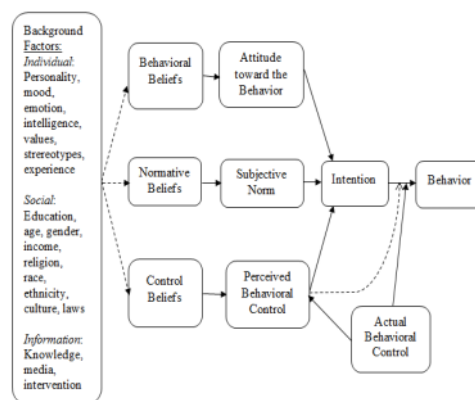 Background
Factors:
Individual:
Personality,
mood,
emotion,
intelligence,
values,
strereotypes,
experience
Social:
Education,
age, gender,
income,
religion,
race,
ethnicity,
culture, laws
Information:
Knowledge,
media,
intervention
Behavioral
Beliefs
Attitude
toward the
Behavior
Normative
Beliefs
Subjective
Norm
Intention
Behavior
Control
Beliefs
Perceived
Behavioral
Control
Actual
Behavioral
Control